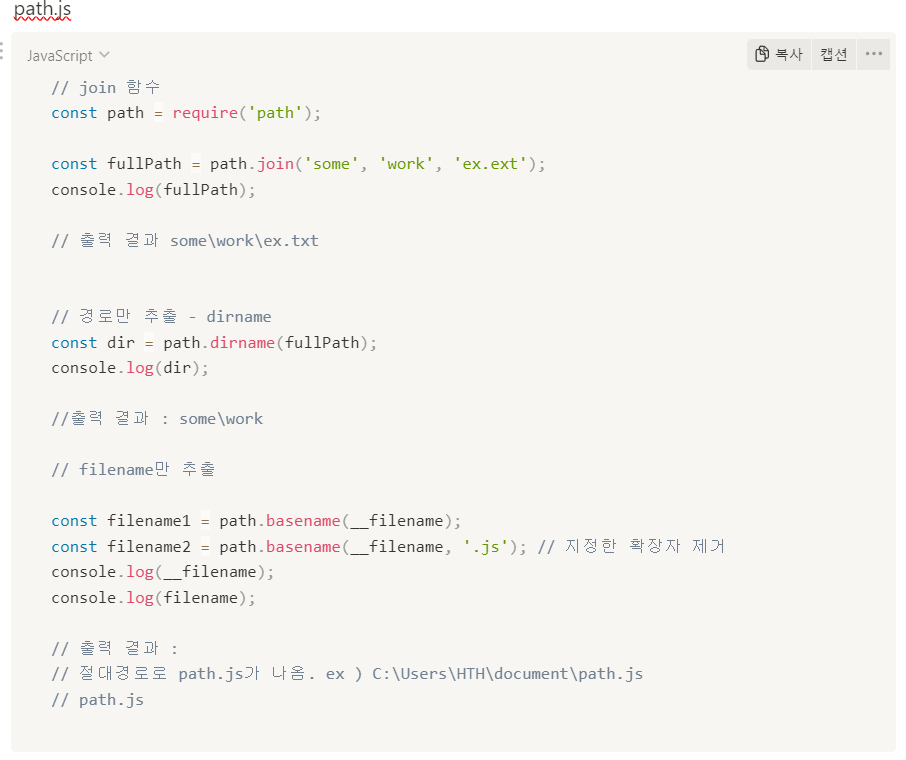 path.js
JavaScript
복사 캡션
// join 함수
const path = require('path');
const fullPath = path.join('some', 'work', 'ex.ext');
console.log(fullPath);
// 출력 결과 some\work\ex.txt
// 경로만 추출 - dirname
const dir = path.dirname(fullPath);
console.log(dir);
//출력 결과 : some\work
// filename만 추출
const filename1 = path.basename(__filename);
const filename2 = path.basename(__filename, '.js'); // 지정한 확장자 제거
console.log(__filename);
console.log(filename);
// 출력 결과 :
// 절대경로로 path.js가 나옴. ex ) C:\Users\HTH\document\path.js
// path.js